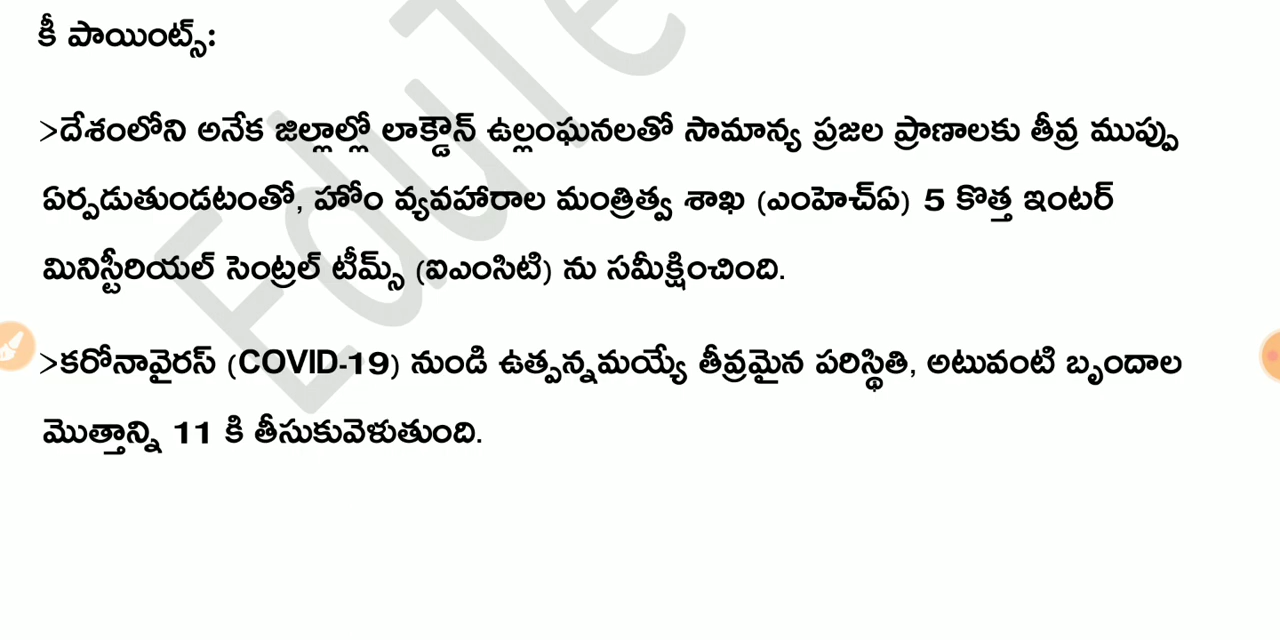 కీ పాయింట్స్:
>దేశంలోని అనేక జిల్లాల్లో లాక్డౌన్ ఉల్లంఘనలతో సామాన్య ప్రజల ప్రాణాలకు తీవ్ర ముప్పు
ఏర్పడుతుండటంతో, హోం వ్యవహారాల మంత్రిత్వ శాఖ (ఎంహెచ్ఏ) 5 కొత్త ఇంటర్
మినిస్టీరియల్ సెంట్రల్ టీమ్స్ (ఐఎంసిటి) ను సమీక్షించింది.
>కరోనావైరస్ (COVID-19) నుండి ఉత్పన్నమయ్యే తీవ్రమైన పరిస్థితి, అటువంటి బృందాల
మొత్తాన్ని 11 కి తీసుకువెళుతుంది.